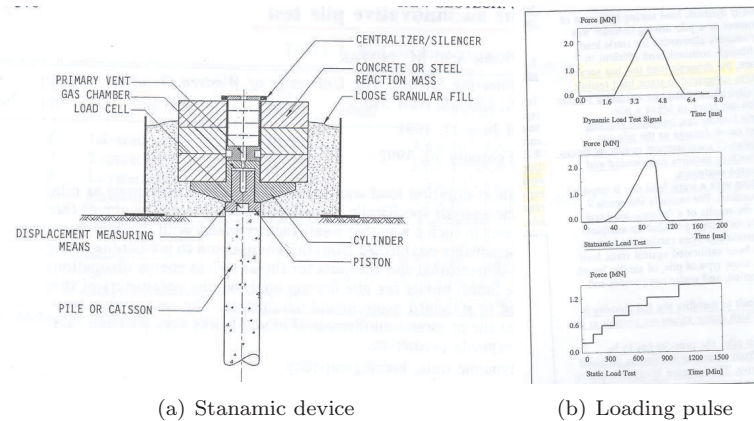 CENTRALIZER/SILENCER
CONCRETE OR STEEL
REACTION MASS
LOOSE GRANULAR FILL
PRIMARY VENT
GAS CHAMBER
LOAD CELL
DISPLACEMENT MEASURING
MEANS
CYLINDER
PISTON
PILE OR CAISSON
(a) Stanamic device
Force [MN]
2.0
1.0
0.0
0.0 1.6 3.2 4.8 6.4 8.0
Time [ms]
Dynamic Load Test Signal
Force [MN]
2.0
1.0
0.0
0 40 80 120 160 200
Statnamic Load Test
Time [ms]
Force [MN]
1.2
0.6
0.0
0 300 600 900 1200 1500
Static Load Test
Time [Min]
(b) Loading pulse